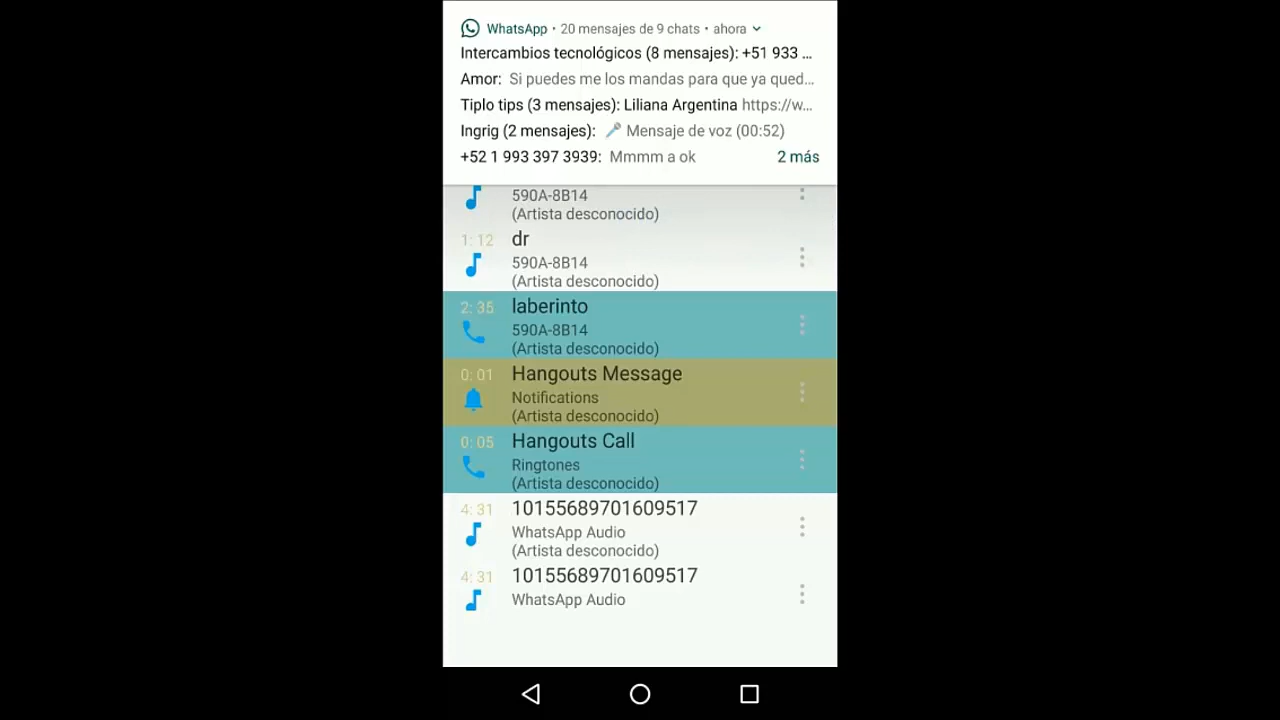 WhatsApp • 20 mensajes de 9 chats • ahora
Intercambios tecnológicos (8 mensajes): +51 933 ...
Amor: Si puedes me los mandas para que ya qued...
Tiplo tips (3 mensajes): Liliana Argentina https://w...
Ingrig (2 mensajes): 🎤 Mensaje de voz (00:52)
+52 1 993 397 3939: Mmmm a ok 2 más
590A-8B14
(Artista desconocido)
1: 12 dr
590A-8B14
(Artista desconocido)
2: 35 laberinto
590A-8B14
(Artista desconocido)
0: 01 Hangouts Message
Notifications
(Artista desconocido)
0: 05 Hangouts Call
Ringtones
(Artista desconocido)
4: 31 10155689701609517
WhatsApp Audio
(Artista desconocido)
4: 31 10155689701609517
WhatsApp Audio